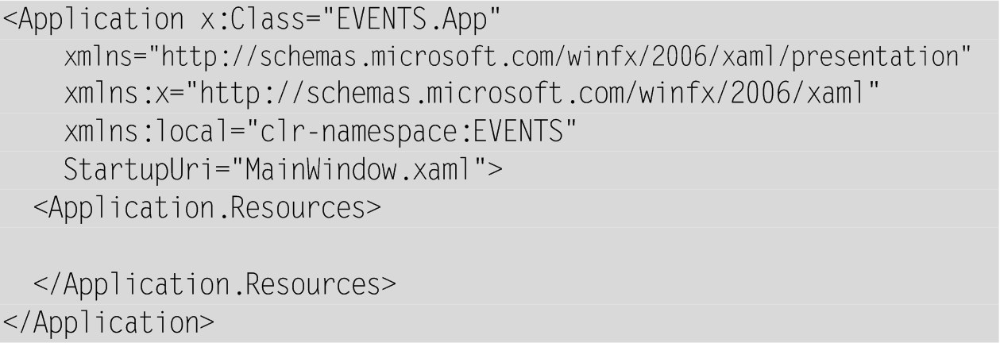 <Application x:Class="EVENTS.App"
xmlns="http://schemas.microsoft.com/winfx/2006/xaml/presentation"
xmlns:x="http://schemas.microsoft.com/winfx/2006/xaml"
xmlns:local="clr-namespace:EVENTS"
StartupUri="MainWindow.xaml">
<Application.Resources>
</Application.Resources>
</Application>